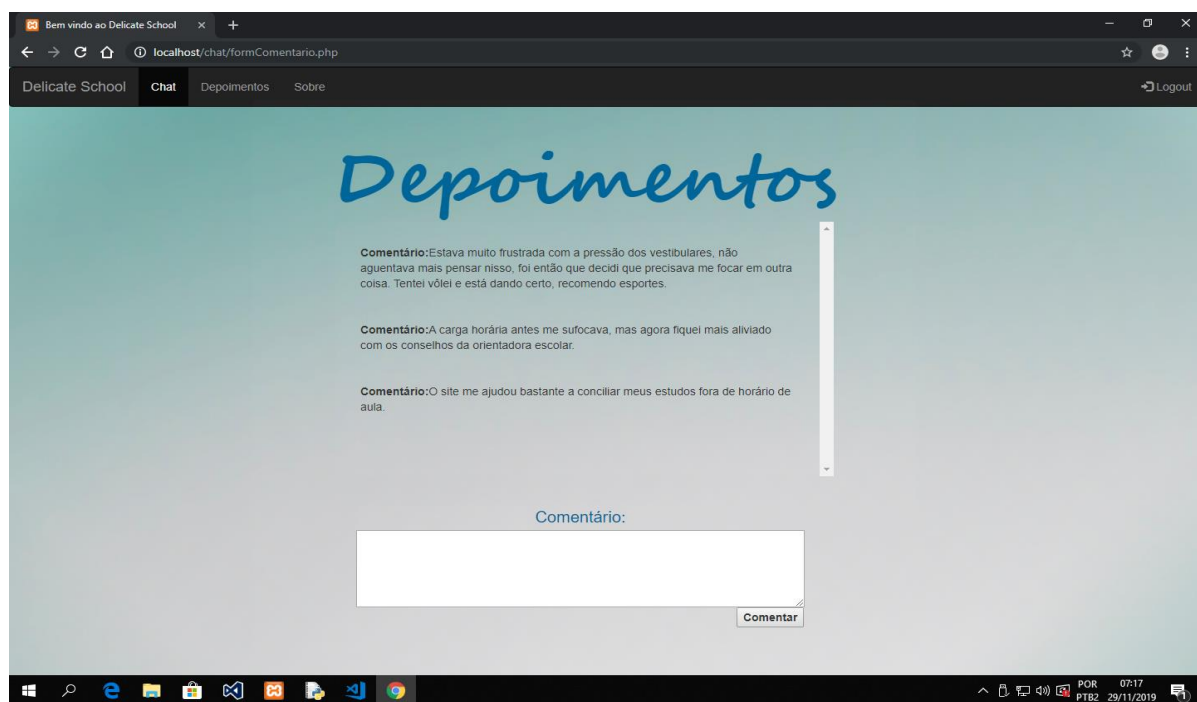 Bem vindo ao Delicate School
localhost/chat/formComentario.php
Delicate School Chat Depoimentos Sobre Logout
Depoimentos
Comentário:Estava muito frustrada com a pressão dos vestibulares, não
aguentava mais pensar nisso, foi então que decidi que precisava me focar em outra
coisa. Tentei vôlei e está dando certo, recomendo esportes.
Comentário:A carga horária antes me sufocava, mas agora fiquei mais aliviado
com os conselhos da orientadora escolar.
Comentário:O site me ajudou bastante a conciliar meus estudos fora de horário de
aula.
Comentário:
Comentar
POR 07:17
PTB2 29/11/2019